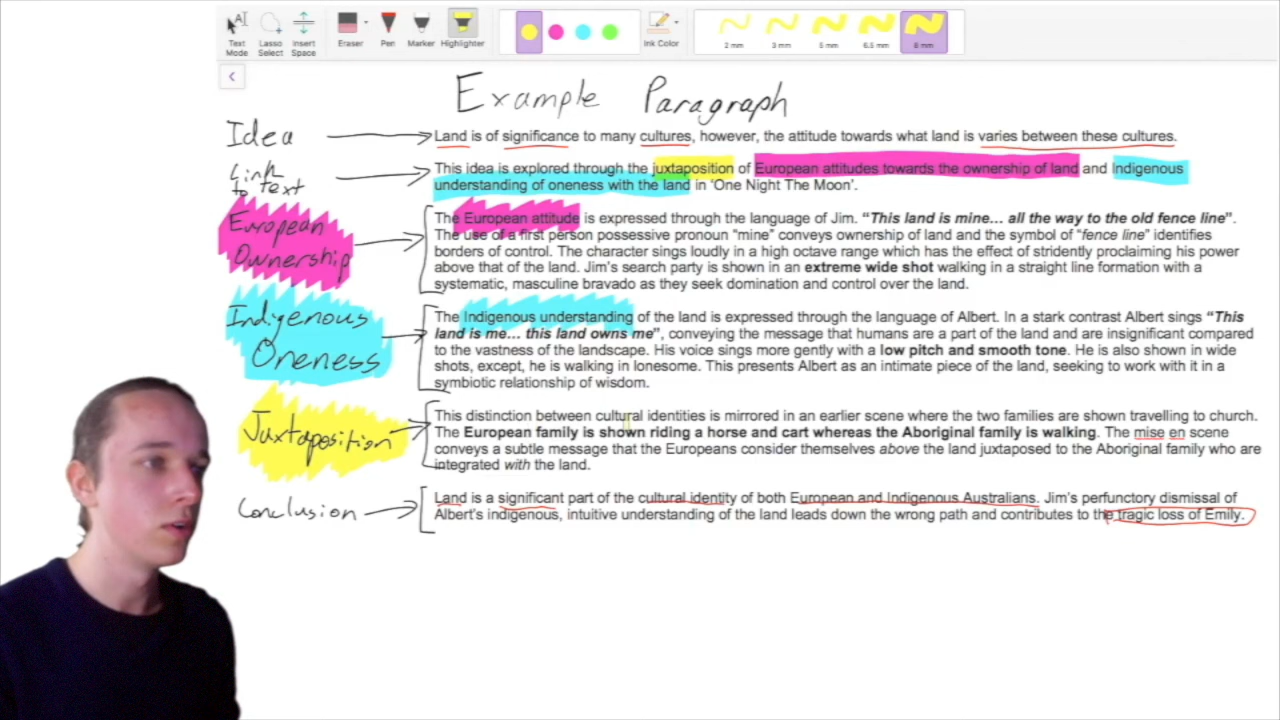 Text Mode
Lasso Select
Insert Space
Eraser
Pen
Marker
Highlighter
Ink Color
2 mm
3 mm
5 mm
6.5 mm
8 mm
Example Paragraph
Idea
Land is of significance to many cultures, however, the attitude towards what land is varies between these cultures.
Link to text
This idea is explored through the juxtaposition of European attitudes towards the ownership of land and Indigenous
understanding of oneness with the land in ‘One Night The Moon’.
European
Ownership
The European attitude is expressed through the language of Jim. “This land is mine… all the way to the old fence line”.
The use of a first person possessive pronoun “mine” conveys ownership of land and the symbol of “fence line” identifies
borders of control. The character sings loudly in a high octave range which has the effect of stridently proclaiming his power
above that of the land. Jim’s search party is shown in an extreme wide shot walking in a straight line formation with a
systematic, masculine bravado as they seek domination and control over the land.
Indigenous
Oneness
The Indigenous understanding of the land is expressed through the language of Albert. In a stark contrast Albert sings “This
land is me… this land owns me”, conveying the message that humans are a part of the land and are insignificant compared
to the vastness of the landscape. His voice sings more gently with a low pitch and smooth tone. He is also shown in wide
shots, except, he is walking in lonesome. This presents Albert as an intimate piece of the land, seeking to work with it in a
symbiotic relationship of wisdom.
Juxtaposition
This distinction between cultural identities is mirrored in an earlier scene where the two families are shown travelling to church.
The European family is shown riding a horse and cart whereas the Aboriginal family is walking. The mise en scene
conveys a subtle message that the Europeans consider themselves above the land juxtaposed to the Aboriginal family who are
integrated with the land.
Conclusion
Land is a significant part of the cultural identity of both European and Indigenous Australians. Jim’s perfunctory dismissal of
Albert’s indigenous, intuitive understanding of the land leads down the wrong path and contributes to the tragic loss of Emily.